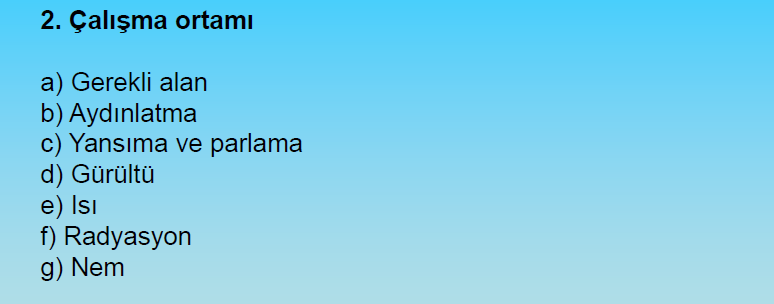 2. Çalışma ortamı
a) Gerekli alan
b) Aydınlatma
c) Yansıma ve parlama
d) Gürültü
e) Isı
f) Radyasyon
g) Nem